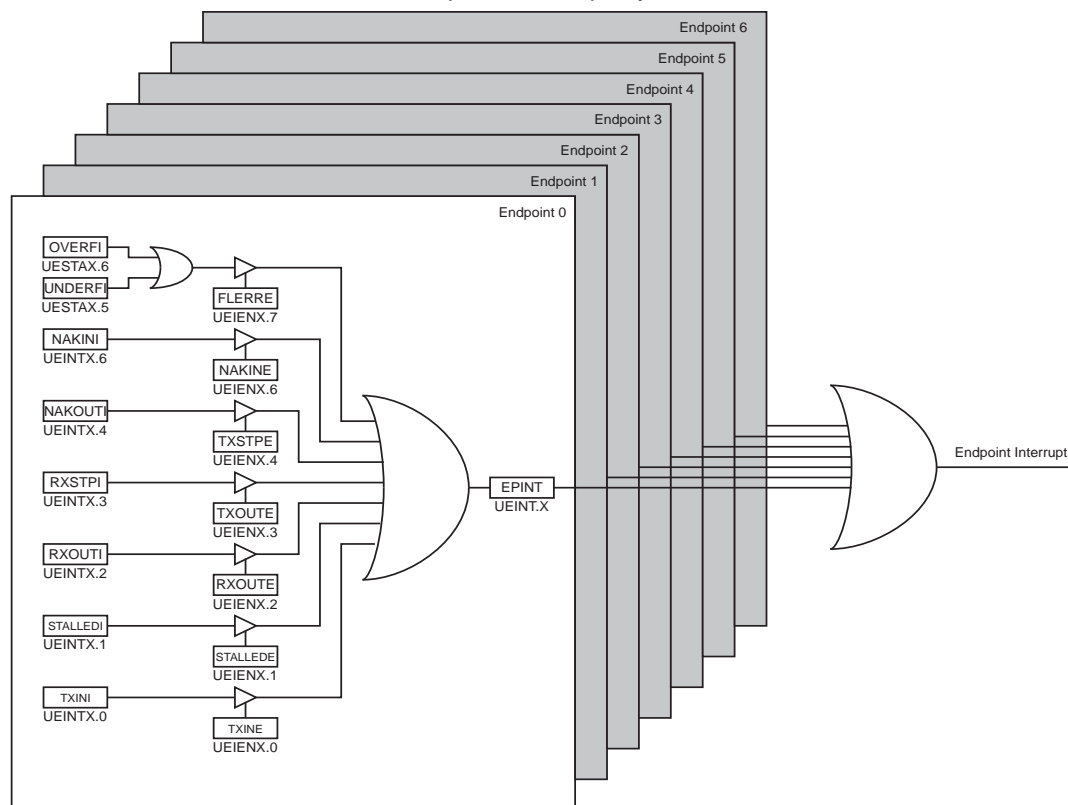 Endpoint 6
Endpoint 5
Endpoint 4
Endpoint 3
Endpoint 2
Endpoint 1
Endpoint 0
OVERFI
UESTAX.6
UNDERFI
UESTAX.5
FLERRE
UEIENX.7
NAKINI
UEINTX.6
NAKINE
UEIENX.6
NAKOUTI
UEINTX.4
TXSTPE
UEIENX.4
RXSTPI
UEINTX.3
TXOUTE
UEIENX.3
RXOUTI
UEINTX.2
RXOUTE
UEIENX.2
STALLEDI
UEINTX.1
STALLEDE
UEIENX.1
TXINI
UEINTX.0
TXINE
UEIENX.0
EPINT
UEINT.X
Endpoint Interrupt